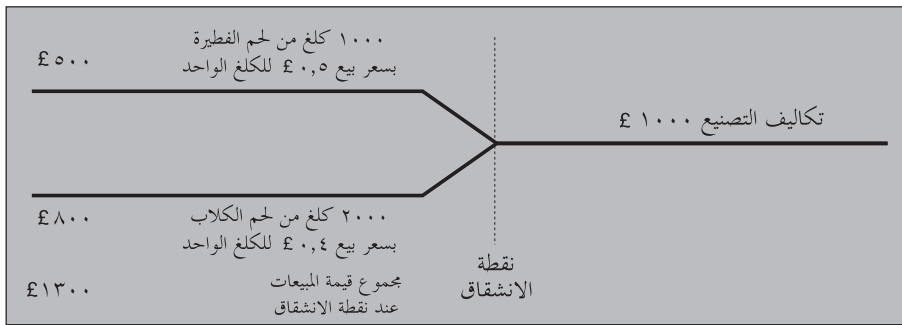 ١٠٠٠ كلغ من لحم الفطيرة
بسعر بيع ٠,٥ £ للكلغ الواحد
£٥٠٠
تكاليف التصنيع ١٠٠٠ £
٢٠٠٠ كلغ من لحم الكلاب
بسعر بيع ٠,٤ £ للكلغ الواحد
£٨٠٠
نقطة
الانشقاق
مجموع قيمة المبيعات
عند نقطة الانشقاق
£١٣٠٠